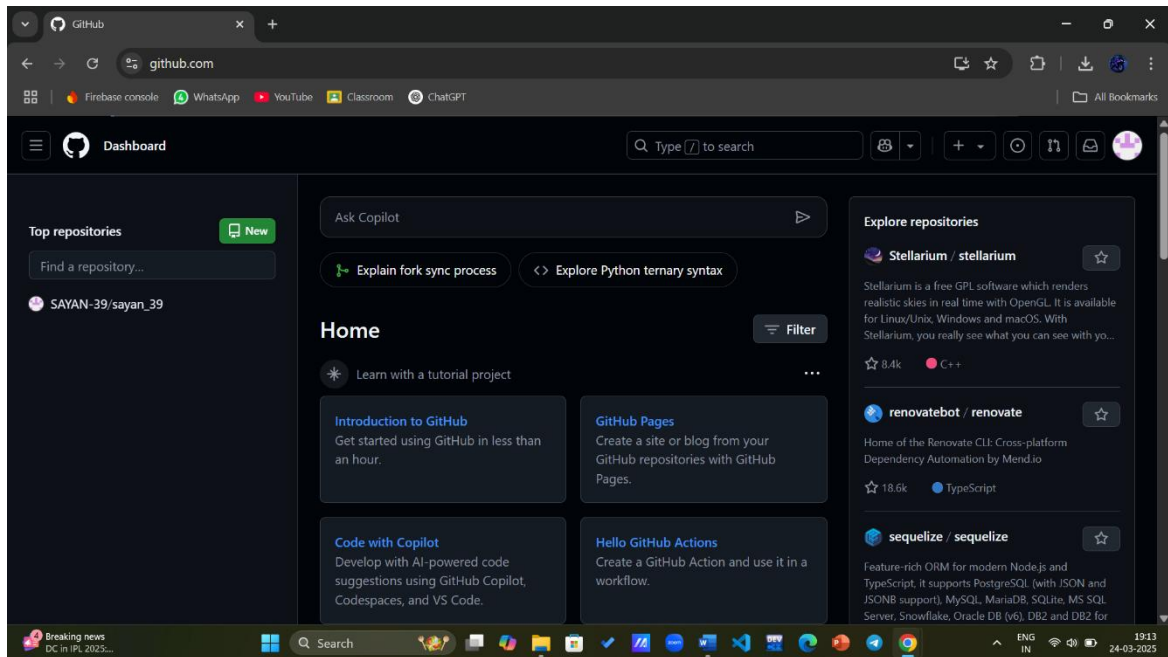 GitHub
github.com
Firebase console
WhatsApp
YouTube
Classroom
ChatGPT
All Bookmarks
Dashboard
Type / to search
Top repositories
New
Find a repository...
SAYAN-39/sayan_39
Ask Copilot
Explain fork sync process
Explore Python ternary syntax
Home
Filter
Learn with a tutorial project
Introduction to GitHub
Get started using GitHub in less than
an hour.
GitHub Pages
Create a site or blog from your
GitHub repositories with GitHub
Pages.
Code with Copilot
Develop with AI-powered code
suggestions using GitHub Copilot,
Codespaces, and VS Code.
Hello GitHub Actions
Create a GitHub Action and use it in a
workflow.
Explore repositories
Stellarium / stellarium
Stellarium is a free GPL software which renders
realistic skies in real time with OpenGL. It is available
for Linux/Unix, Windows and macOS. With
Stellarium, you really see what you can see with yo...
8.4k
C++
renovatebot / renovate
Home of the Renovate CLI: Cross-platform
Dependency Automation by Mend.io
18.6k
TypeScript
sequelize / sequelize
Feature-rich ORM for modern Node.js and
TypeScript, it supports PostgreSQL (with JSON and
JSONB support), MySQL, MariaDB, SQLite, MS SQL
Server, Snowflake, Oracle DB (v6), DB2 and DB2 for
4
Breaking news
DC in IPL 2025:...
Search
ENG
IN
19:13
24-03-2025